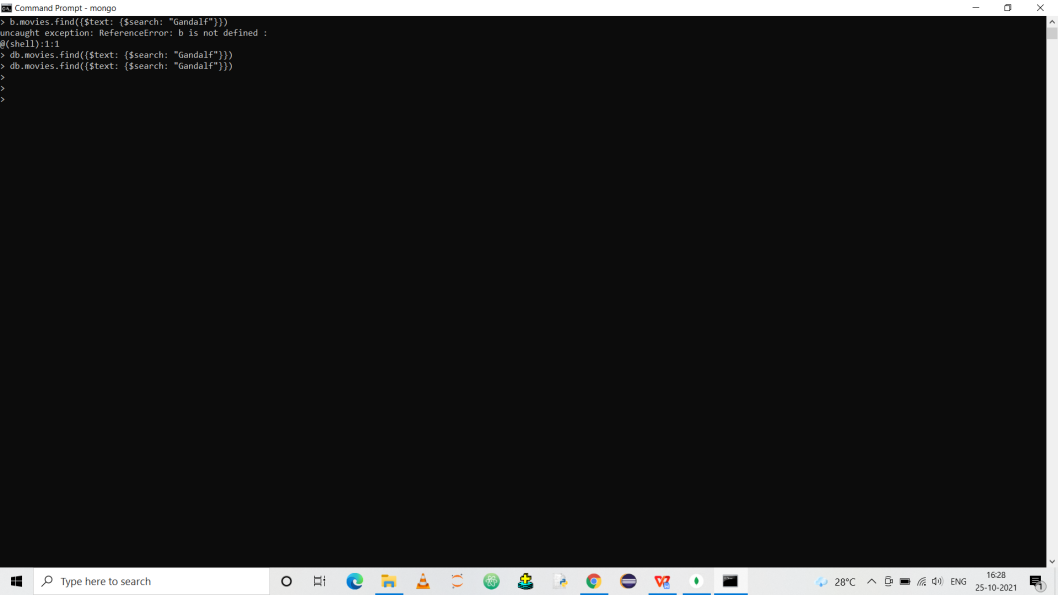 Command Prompt - mongo
> b.movies.find({$text: {$search: "Gandalf"}})
uncaught exception: ReferenceError: b is not defined :
@(shell):1:1
> db.movies.find({$text: {$search: "Gandalf"}})
> db.movies.find({$text: {$search: "Gandalf"}})
>
>
>
Type here to search
28°C
ENG
16:28
25-10-2021
1